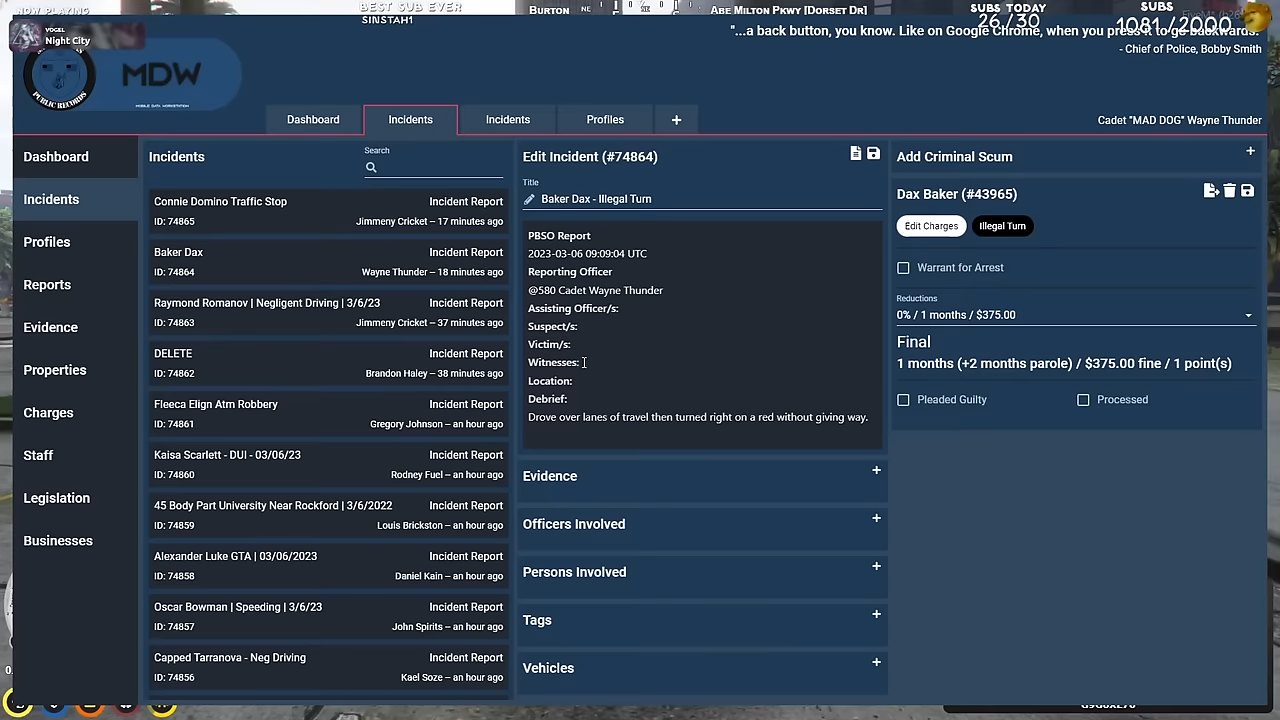 NOW PLAYING
VOCEL
Night City
BEST SUB EVER
SINSTAH1
BURTON
NE
ABE MILTON PKWY [DORSET DR]
SUBS TODAY
26/30
SUBS
1081/2000
"...a back button, you know. Like on Google Chrome, when you press it to go backwards."
- Chief of Police, Bobby Smith
PUBLIC RECORDS
MDW
MOBILE DATA WORKSTATION
Dashboard
Incidents
Incidents
Profiles
+
Cadet "MAD DOG" Wayne Thunder
Dashboard
Incidents
Profiles
Reports
Evidence
Properties
Charges
Staff
Legislation
Businesses
Incidents
Search
Connie Domino Traffic Stop Incident Report
ID: 74865 Jimmeny Cricket – 17 minutes ago
Baker Dax Incident Report
ID: 74864 Wayne Thunder – 18 minutes ago
Raymond Romanov | Negligent Driving | 3/6/23 Incident Report
ID: 74863 Jimmeny Cricket – 37 minutes ago
DELETE Incident Report
ID: 74862 Brandon Haley – 38 minutes ago
Fleeca Elign Atm Robbery Incident Report
ID: 74861 Gregory Johnson – an hour ago
Kaisa Scarlett - DUI - 03/06/23 Incident Report
ID: 74860 Rodney Fuel – an hour ago
45 Body Part University Near Rockford | 3/6/2022 Incident Report
ID: 74859 Louis Brickston – an hour ago
Alexander Luke GTA | 03/06/2023 Incident Report
ID: 74858 Daniel Kain – an hour ago
Oscar Bowman | Speeding | 3/6/23 Incident Report
ID: 74857 John Spirits – an hour ago
Capped Tarranova - Neg Driving Incident Report
ID: 74856 Kael Soze – an hour ago
Edit Incident (#74864)
Title
Baker Dax - Illegal Turn
PBSO Report
2023-03-06 09:09:04 UTC
Reporting Officer
@580 Cadet Wayne Thunder
Assisting Officer/s:
Suspect/s:
Victim/s:
Witnesses:
Location:
Debrief:
Drove over lanes of travel then turned right on a red without giving way.
Evidence +
Officers Involved +
Persons Involved +
Tags +
Vehicles +
Add Criminal Scum +
Dax Baker (#43965)
Edit Charges Illegal Turn
Warrant for Arrest
Reductions
0% / 1 months / $375.00
Final
1 months (+2 months parole) / $375.00 fine / 1 point(s)
Pleaded Guilty Processed